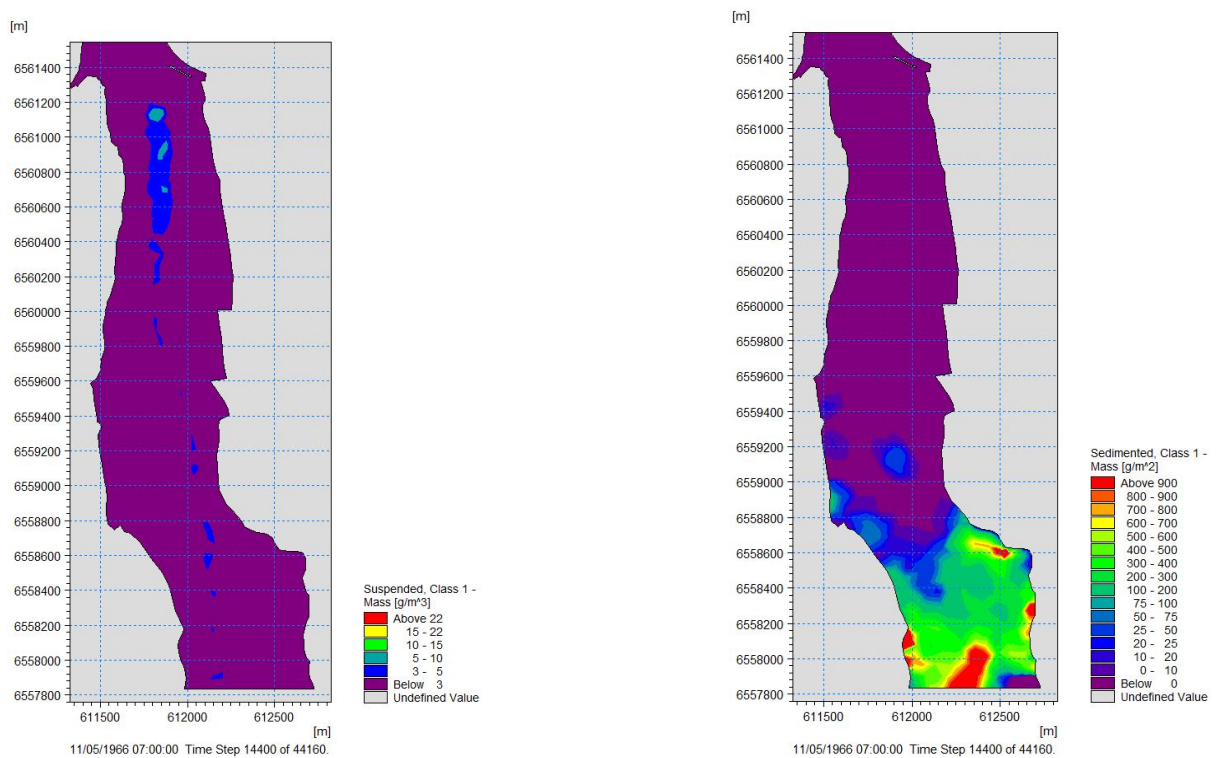 [m]
6561400
6561200
6561000
6560800
6560600
6560400
6560200
6560000
6559800
6559600
6559400
6559200
6559000
6558800
6558600
6558400
6558200
6558000
6557800
611500 612000 612500
[m]
11/05/1966 07:00:00 Time Step 14400 of 44160.
Suspended, Class 1 -
Mass [g/m^3]
Above 22
15 - 22
10 - 15
5 - 10
3 - 5
Below 3
Undefined Value
[m]
6561400
6561200
6561000
6560800
6560600
6560400
6560200
6560000
6559800
6559600
6559400
6559200
6559000
6558800
6558600
6558400
6558200
6558000
6557800
611500 612000 612500
[m]
11/05/1966 07:00:00 Time Step 14400 of 44160.
Sedimented, Class 1 -
Mass [g/m^2]
Above 900
800 - 900
700 - 800
600 - 700
500 - 600
400 - 500
300 - 400
200 - 300
100 - 200
75 - 100
50 - 75
25 - 50
20 - 25
10 - 20
0 - 10
Below 0
Undefined Value